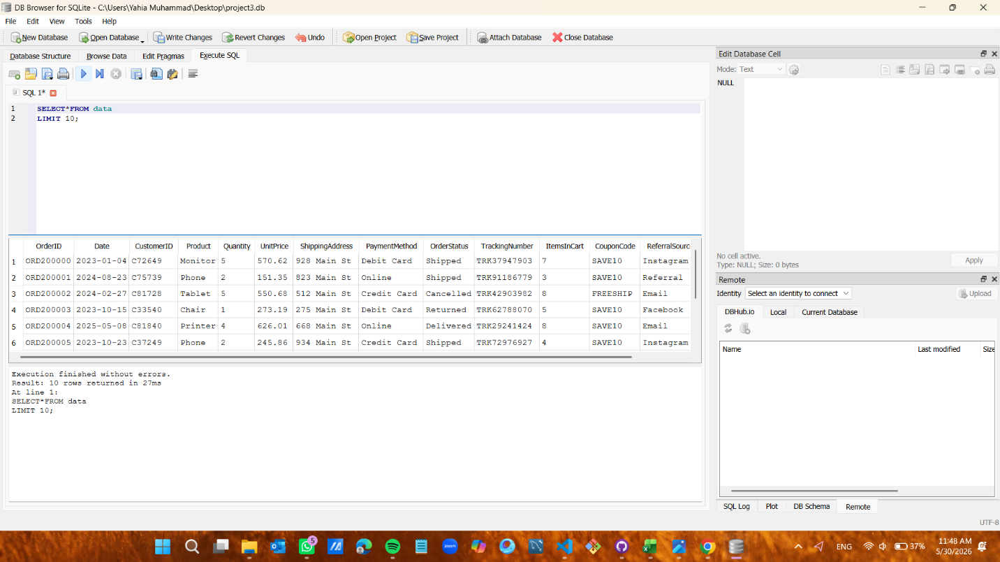 DB Browser for SQLite - C:\Users\Yahia Muhammad\Desktop\project3.db
File Edit View Tools Help
New Database Open Database Write Changes Revert Changes Undo Open Project Save Project Attach Database Close Database
Database Structure Browse Data Edit Pragmas Execute SQL
SQL 1*
1 SELECT*FROM data
2 LIMIT 10;
OrderID Date CustomerID Product Quantity UnitPrice ShippingAddress PaymentMethod OrderStatus TrackingNumber ItemsInCart CouponCode ReferralSourc
1 ORD200000 2023-01-04 C72649 Monitor 5 570.62 928 Main St Debit Card Shipped TRK37947903 7 SAVE10 Instagram
2 ORD200001 2024-08-23 C75739 Phone 2 151.35 823 Main St Online Shipped TRK91186779 3 SAVE10 Referral
3 ORD200002 2024-02-27 C81728 Tablet 5 550.68 512 Main St Credit Card Cancelled TRK42903982 8 FREESHIP Email
4 ORD200003 2023-10-15 C33540 Chair 1 273.19 275 Main St Debit Card Returned TRK62788070 5 SAVE10 Facebook
5 ORD200004 2025-05-08 C81840 Printer 4 626.01 668 Main St Online Delivered TRK29241424 8 SAVE10 Email
6 ORD200005 2023-10-23 C37249 Phone 2 245.86 934 Main St Credit Card Shipped TRK72976927 4 SAVE10 Instagram
Execution finished without errors.
Result: 10 rows returned in 27ms
At line 1:
SELECT*FROM data
LIMIT 10;
Edit Database Cell
Mode: Text
NULL
No cell active.
Type: NULL; Size: 0 bytes
Apply
Remote
Identity Select an identity to connect Upload
DBHub.io Local Current Database
Name Last modified Size
SQL Log Plot DB Schema Remote
UTF-8
5
zoom
ENG
37%
11:48 AM
5/30/2026